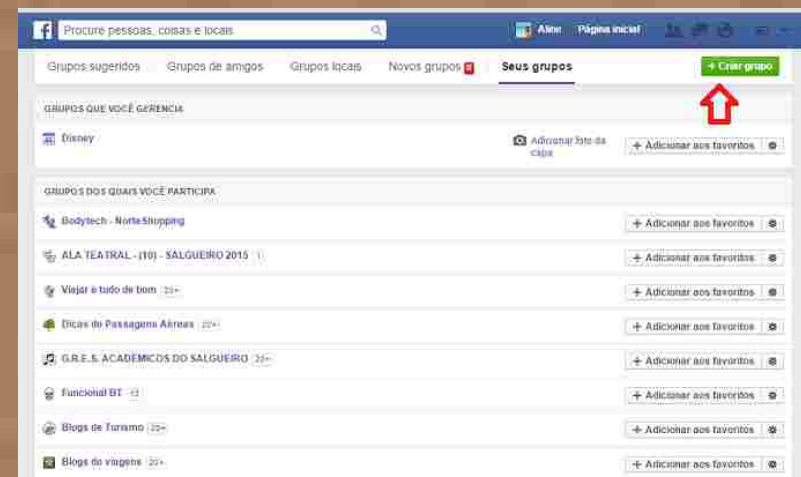 f Procure pessoas, coisas e locais Aline Página inicial
Grupos sugeridos Grupos de amigos Grupos locais Novos grupos Seus grupos + Criar grupo
GRUPOS QUE VOCÊ GERENCIA
Disney Adicionar foto da capa + Adicionar aos favoritos
GRUPOS DOS QUAIS VOCÊ PARTICIPA
Bodytech - NorteShopping + Adicionar aos favoritos
ALA TEATRAL - (10) - SALGUEIRO 2015 1 + Adicionar aos favoritos
Viajar é tudo de bom 20+ + Adicionar aos favoritos
Dicas de Passagens Aéreas 20+ + Adicionar aos favoritos
G.R.E.S. ACADÊMICOS DO SALGUEIRO 20+ + Adicionar aos favoritos
Funcional BT + Adicionar aos favoritos
Blogs de Turismo 20+ + Adicionar aos favoritos
Blogs de viagens 20+ + Adicionar aos favoritos